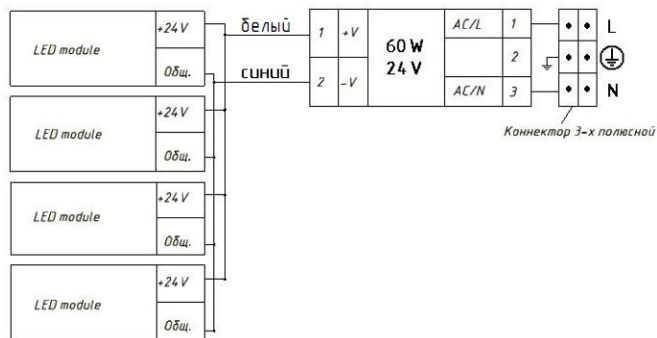 LED module
+24V
Общ.
LED module
+24V
Общ.
LED module
+24V
Общ.
LED module
+24V
Общ.
белый
синий
1 +V
2 -V
60 W
24 V
AC/L 1
2
AC/N 3
L
N
Коннектор 3-х полюсной